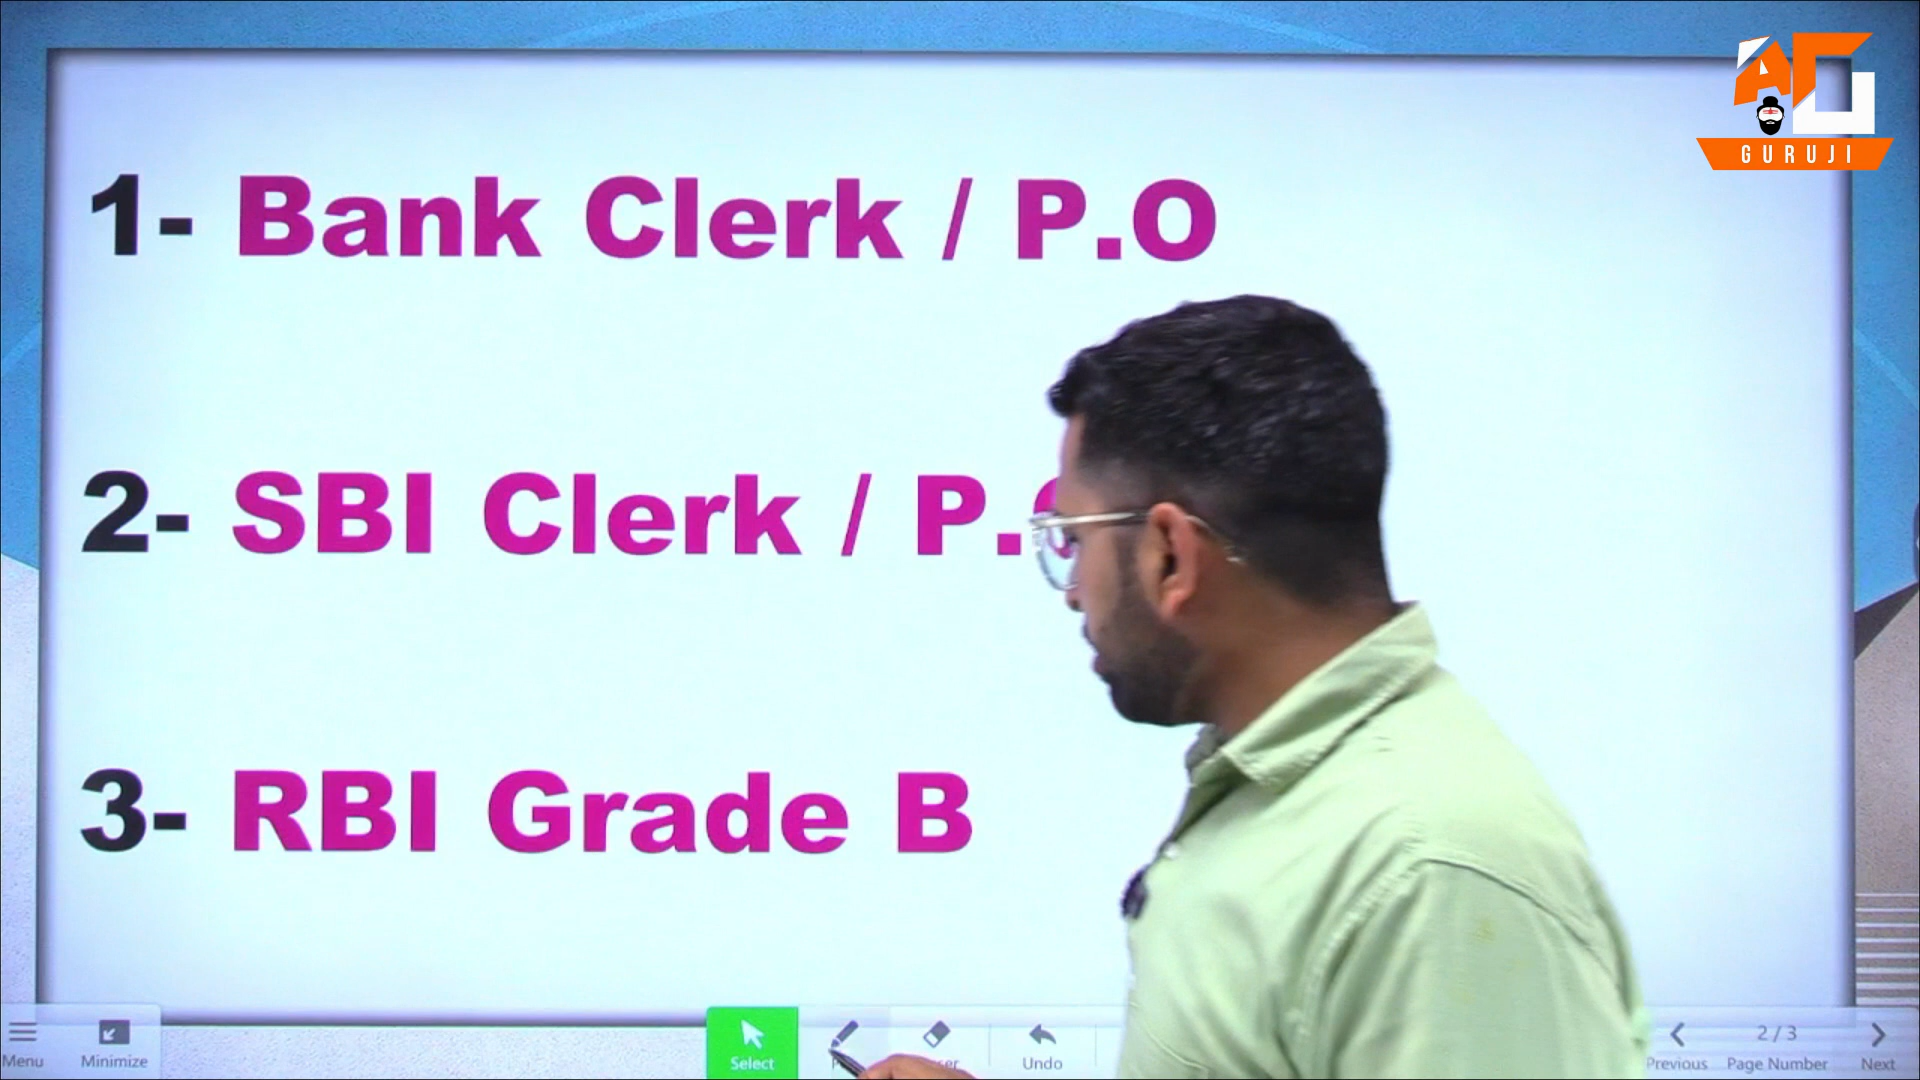 AG
GURUJI
1- Bank Clerk / P.O
2- SBI Clerk / P.
3- RBI Grade B
Menu
Minimize
Select
Undo
Previous
2 / 3
Page Number
Next